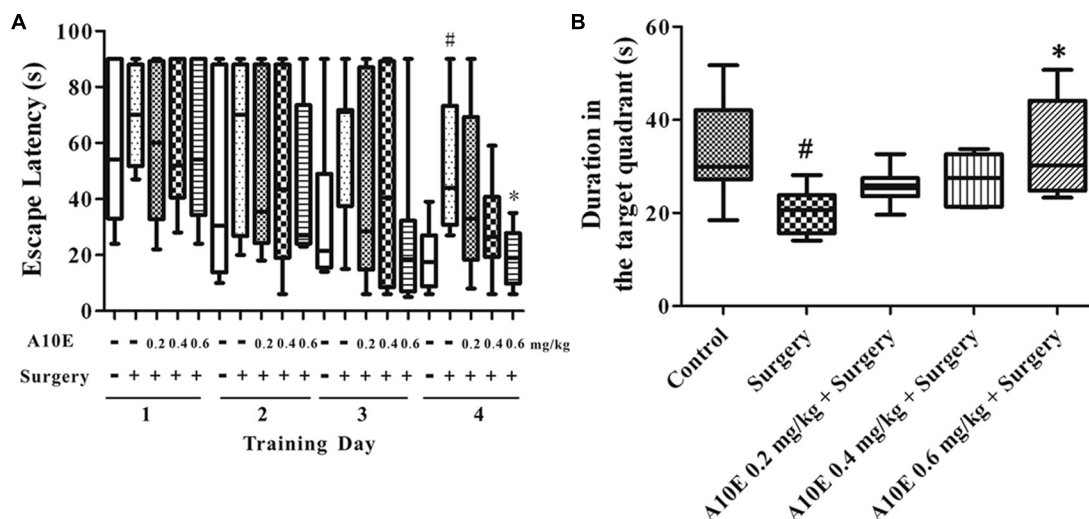 A
Escape Latency (s)
100
80
60
40
20
0
#
*
A10E - - 0.2 0.4 0.6 - - 0.2 0.4 0.6 - - 0.2 0.4 0.6 - - 0.2 0.4 0.6 mg/kg
Surgery - + + + + - + + + + - + + + + - + + + +
1 2 3 4
Training Day
B
Duration in
the target quadrant (s)
60
40
20
0
#
*
Control
Surgery
A10E 0.2 mg/kg + Surgery
A10E 0.4 mg/kg + Surgery
A10E 0.6 mg/kg + Surgery